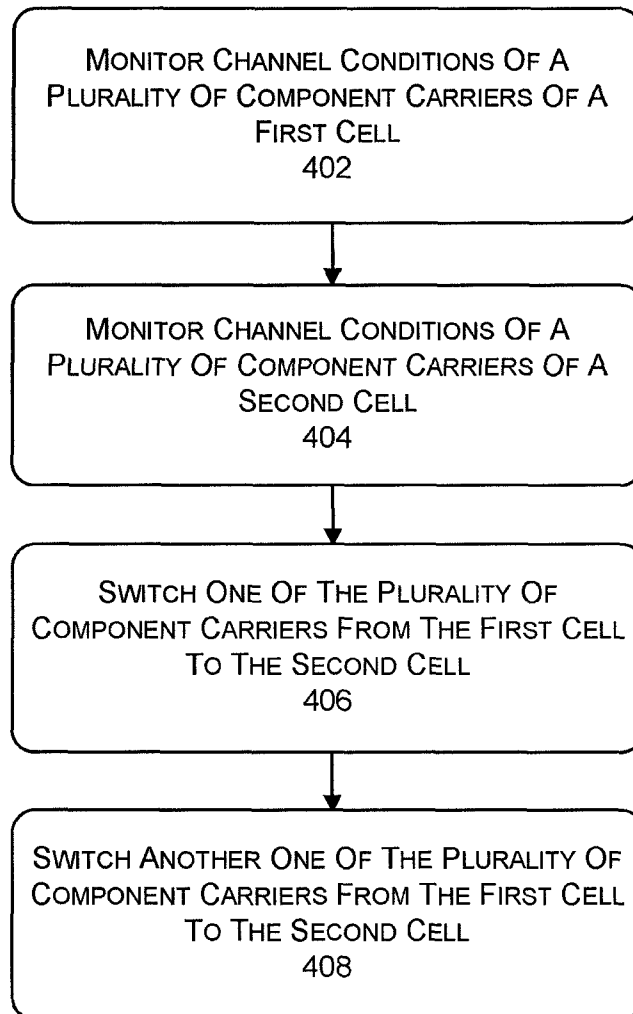 MONITOR CHANNEL CONDITIONS OF A
PLURALITY OF COMPONENT CARRIERS OF A
FIRST CELL
402
MONITOR CHANNEL CONDITIONS OF A
PLURALITY OF COMPONENT CARRIERS OF A
SECOND CELL
404
SWITCH ONE OF THE PLURALITY OF
COMPONENT CARRIERS FROM THE FIRST CELL
TO THE SECOND CELL
406
SWITCH ANOTHER ONE OF THE PLURALITY OF
COMPONENT CARRIERS FROM THE FIRST CELL
TO THE SECOND CELL
408